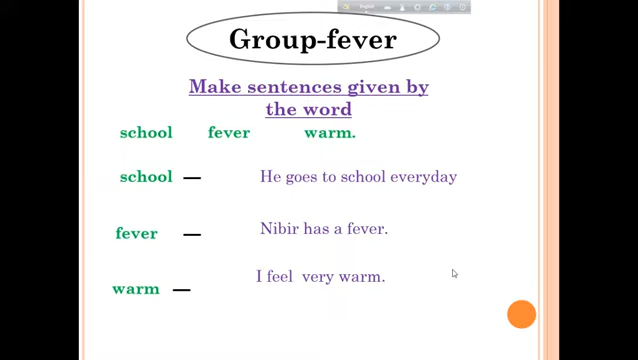 English
Group-fever
Make sentences given by
the word
school fever warm.
school — He goes to school everyday
fever — Nibir has a fever.
warm — I feel very warm.